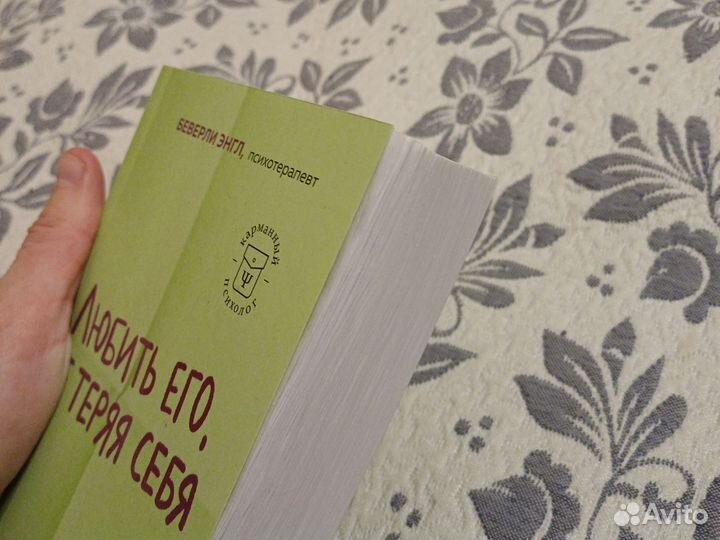 БЕВЕРЛИ ЭНГЛ, психотерапевт
карманный
психолог
ЛЮБИТЬ ЕГО,
ТЕРЯЯ СЕБЯ
Avito